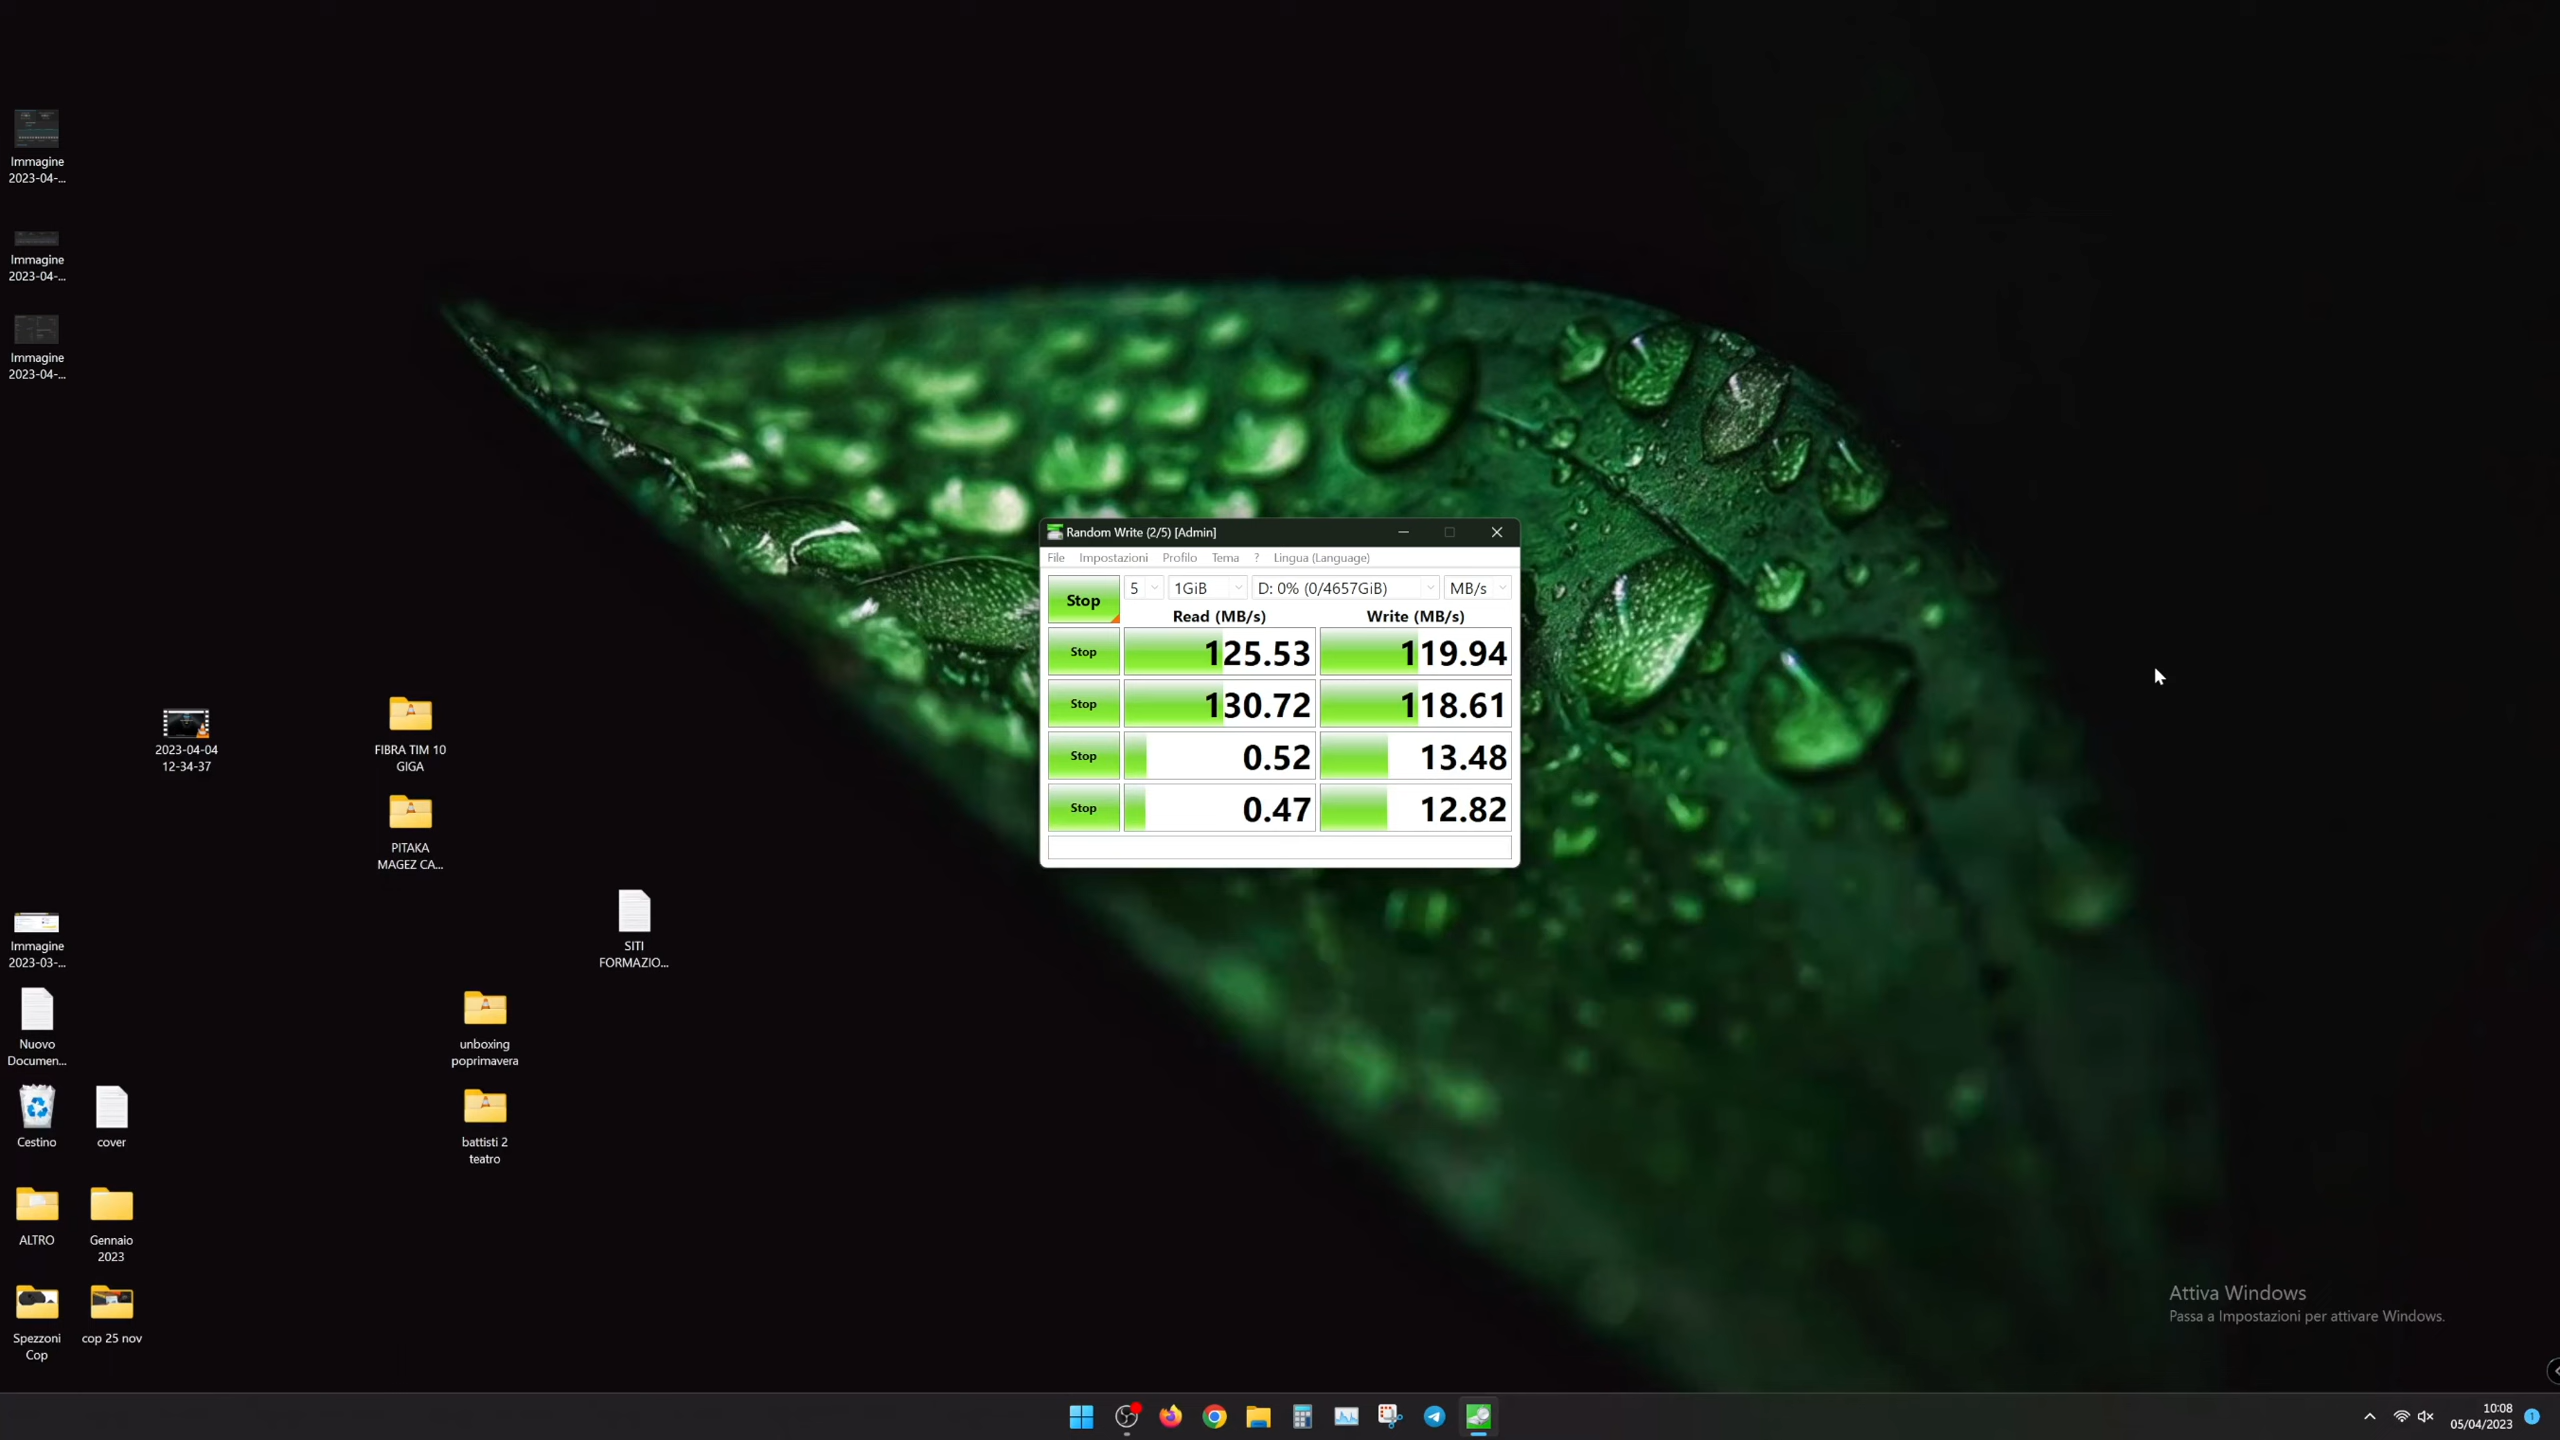 Immagine
2023-04-...
Immagine
2023-04-...
Immagine
2023-04-...
2023-04-04
12-34-37
FIBRA TIM 10
GIGA
PITAKA
MAGEZ CA...
SITI
FORMAZIO...
Immagine
2023-03-...
Nuovo
Documen...
unboxing
poprimavera
Cestino
cover
battisti 2
teatro
ALTRO
Gennaio
2023
Spezzoni
Cop
cop 25 nov
Random Write (2/5) [Admin]
File Impostazioni Profilo Tema ? Lingua (Language)
Stop 5 1GiB D: 0% (0/4657GiB) MB/s
Read (MB/s) Write (MB/s)
Stop 125.53 119.94
Stop 130.72 118.61
Stop 0.52 13.48
Stop 0.47 12.82
Attiva Windows
Passa a Impostazioni per attivare Windows.
10:08
05/04/2023
1